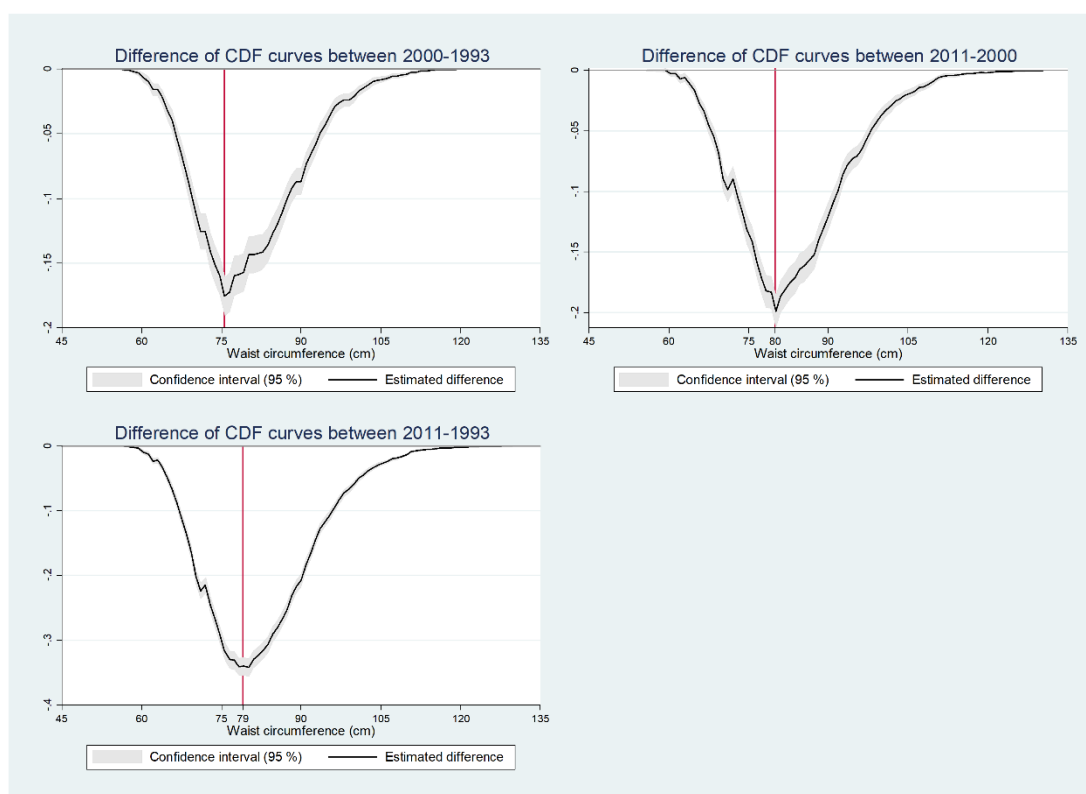 Difference of CDF curves between 2000-1993
0
-.05
-.1
-.15
-.2
45 60 75 90 105 120 135
Waist circumference (cm)
Confidence interval (95 %) Estimated difference
Difference of CDF curves between 2011-2000
0
-.05
-.1
-.15
-.2
45 60 75 80 90 105 120 135
Waist circumference (cm)
Confidence interval (95 %) Estimated difference
Difference of CDF curves between 2011-1993
0
-.1
-.2
-.3
-.4
45 60 75 79 90 105 120 135
Waist circumference (cm)
Confidence interval (95 %) Estimated difference